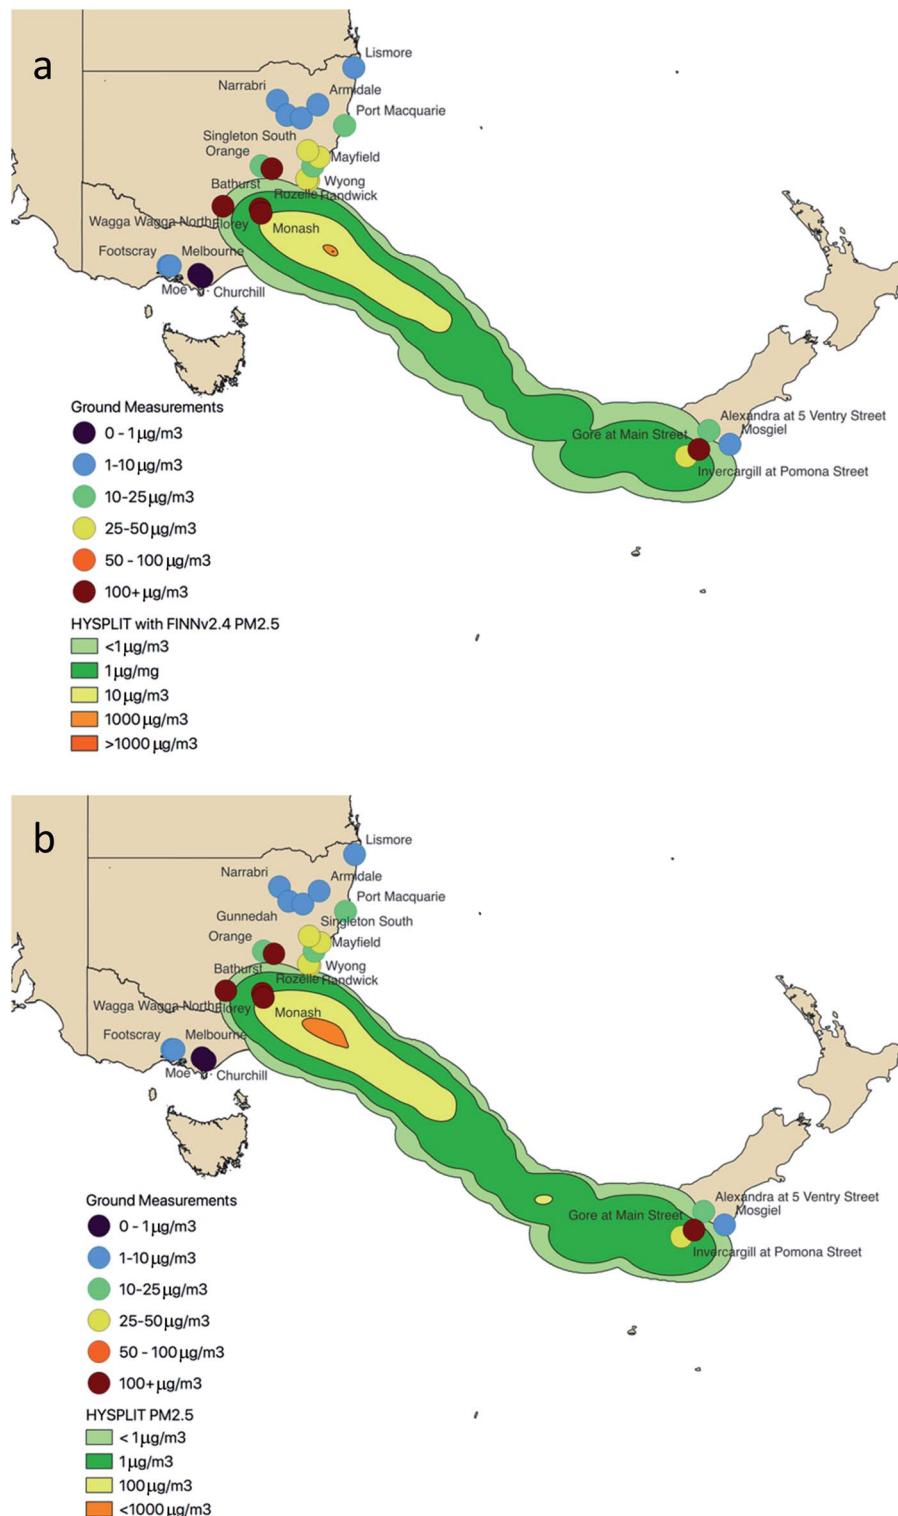 a
Lismore
Narrabri
Armidale
Port Macquarie
Singleton South
Orange
Mayfield
Wyong
Bathurst
Rozelle Randwick
Wagga Wagga North Florey
Monash
Footscray
Melbourne
Moe
Churchill
Ground Measurements
0 - 1 µg/m3
1-10 µg/m3
10-25 µg/m3
25-50 µg/m3
50 - 100 µg/m3
100+ µg/m3
Alexandra at 5 Ventry Street
Mosgiel
Gore at Main Street
Invercargill at Pomona Street
HYSPLIT with FINNv2.4 PM2.5
<1 µg/m3
1 µg/mg
10 µg/m3
1000 µg/m3
>1000 µg/m3
b
Lismore
Narrabri
Armidale
Port Macquarie
Gunnedah
Singleton South
Orange
Mayfield
Wyong
Bathurst
Rozelle Randwick
Wagga Wagga North Florey
Monash
Footscray
Melbourne
Moe
Churchill
Ground Measurements
0 - 1 µg/m3
1-10 µg/m3
10-25 µg/m3
25-50 µg/m3
50 - 100 µg/m3
100+ µg/m3
Alexandra at 5 Ventry Street
Mosgiel
Gore at Main Street
Invercargill at Pomona Street
HYSPLIT PM2.5
< 1 µg/m3
1 µg/m3
100 µg/m3
<1000 µg/m3